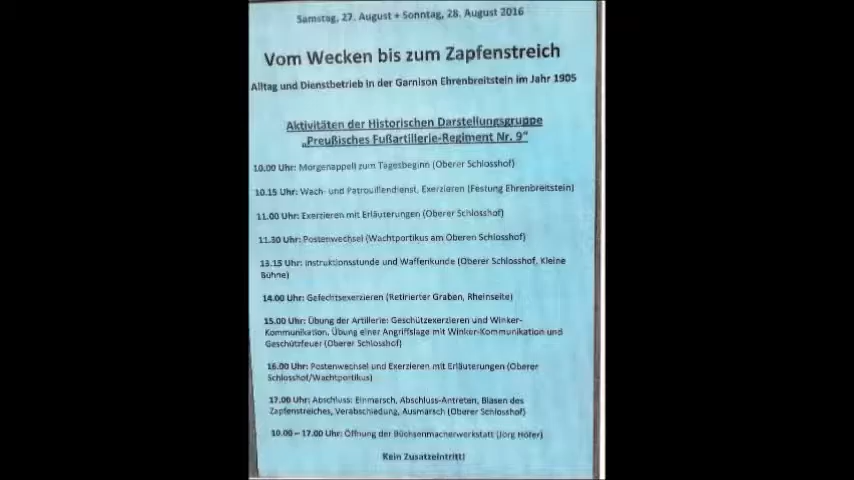 Samstag, 27. August + Sonntag, 28. August 2016
Vom Wecken bis zum Zapfenstreich
Alltag und Dienstbetrieb in der Garnison Ehrenbreitstein im Jahr 1905
Aktivitäten der Historischen Darstellungsgruppe
„Preußisches Fußartillerie-Regiment Nr. 9“
10.00 Uhr: Morgenappell zum Tagesbeginn (Oberer Schlosshof)
10.15 Uhr: Wach- und Patrouillendienst, Exerzieren (Festung Ehrenbreitstein)
11.00 Uhr: Exerzieren mit Erläuterungen (Oberer Schlosshof)
11.30 Uhr: Postenwechsel (Wachtportikus am Oberen Schlosshof)
13.15 Uhr: Instruktionsstunde und Waffenkunde (Oberer Schlosshof, Kleine
Bühne)
14.00 Uhr: Gefechtsexerzieren (Retirierter Graben, Rheinseite)
15.00 Uhr: Übung der Artillerie: Geschützexerzieren und Winker-
Kommunikation, Übung einer Angriffslage mit Winker-Kommunikation und
Geschützfeuer (Oberer Schlosshof)
16.00 Uhr: Postenwechsel und Exerzieren mit Erläuterungen (Oberer
Schlosshof/Wachtportikus)
17.00 Uhr: Abschluss: Einmarsch, Abschluss-Antreten, Blasen des
Zapfenstreiches, Verabschiedung, Ausmarsch (Oberer Schlosshof)
10.00 – 17.00 Uhr: Öffnung der Büchsenmacherwerkstatt (Jörg Höfer)
Kein Zusatzeintritt!